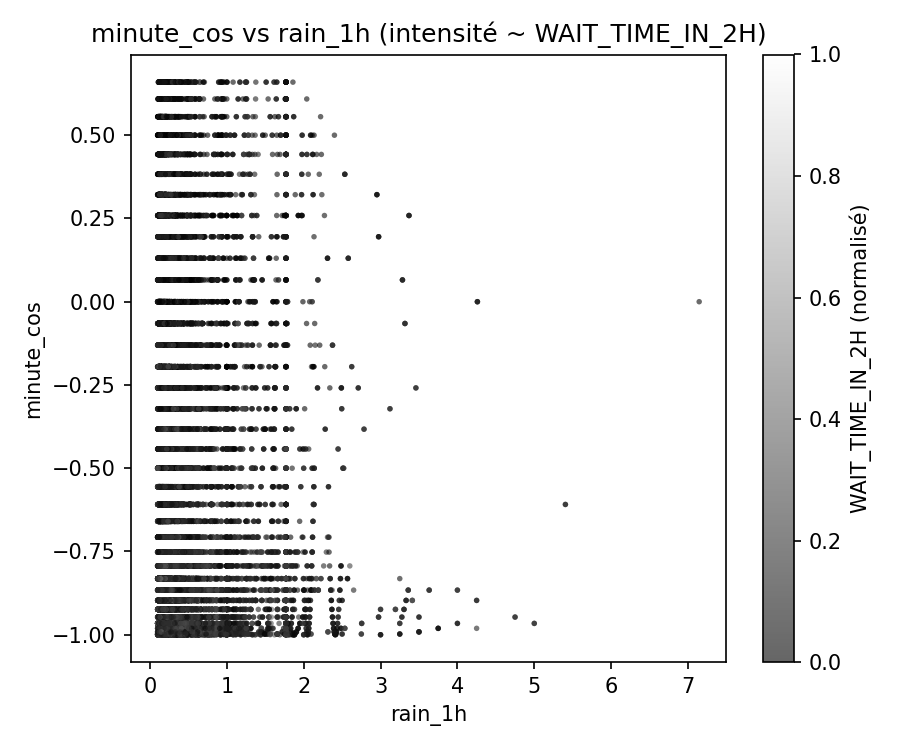 minute_cos vs rain_1h (intensité ~ WAIT_TIME_IN_2H)
0.50
0.25
0.00
−0.25
−0.50
−0.75
−1.00
minute_cos
0 1 2 3 4 5 6 7
rain_1h
1.0
0.8
0.6
0.4
0.2
0.0
WAIT_TIME_IN_2H (normalisé)